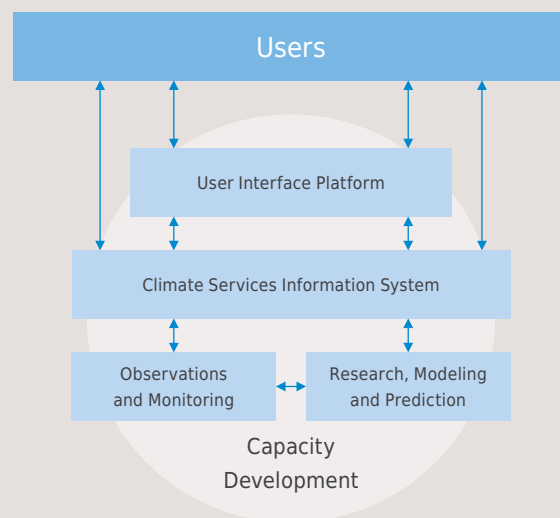 Users
User Interface Platform
Climate Services Information System
Observations
and Monitoring
Research, Modeling
and Prediction
Capacity
Development